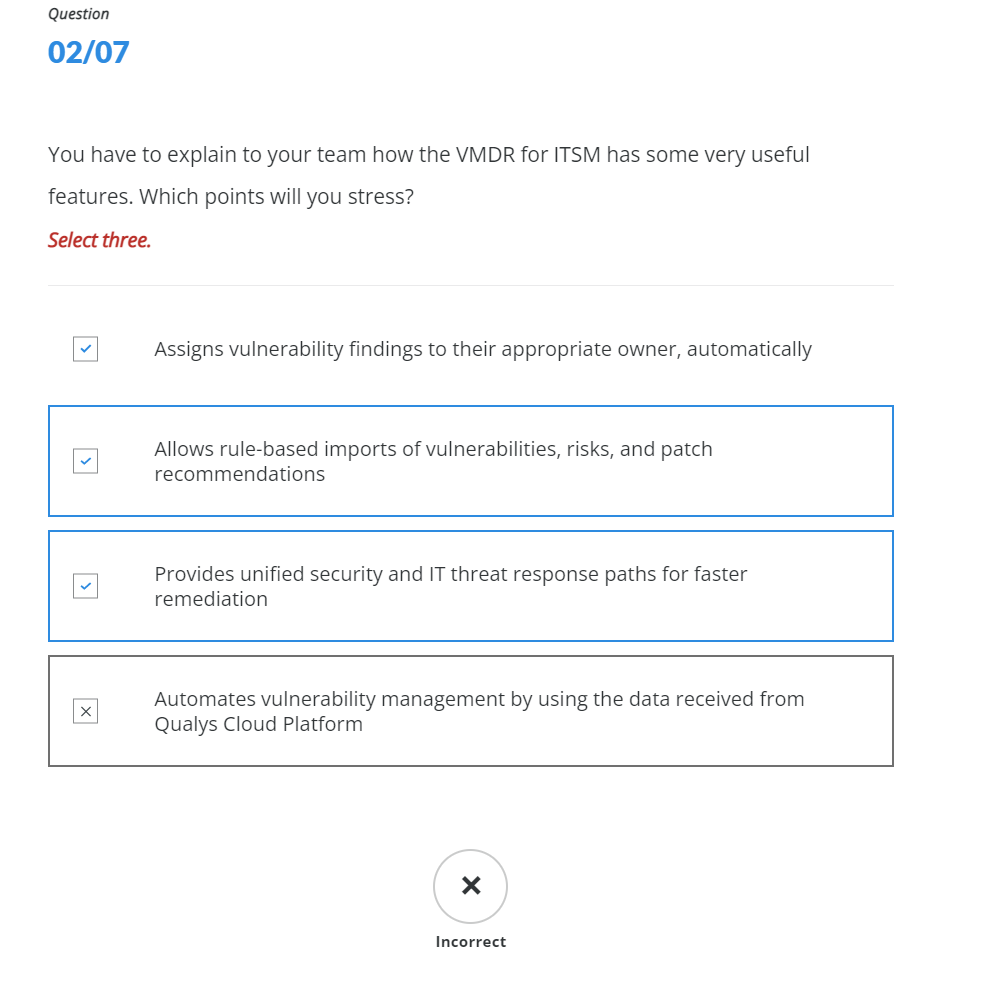 Question
02/07
You have to explain to your team how the VMDR for ITSM has some very useful
features. Which points will you stress?
Select three.
Assigns vulnerability findings to their appropriate owner, automatically
Allows rule-based imports of vulnerabilities, risks, and patch
recommendations
Provides unified security and IT threat response paths for faster
remediation
Automates vulnerability management by using the data received from
Qualys Cloud Platform
Incorrect